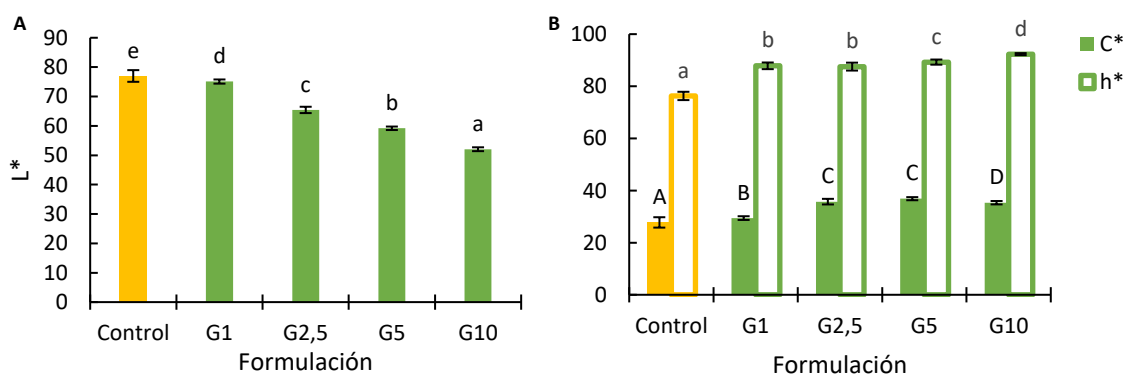 A
90
80
70
60
50
40
30
20
10
0
L*
e
d
c
b
a
Control G1 G2,5 G5 G10
Formulación
B
100
80
60
40
20
0
a
b
b
c
d
A
B
C
C
D
Control G1 G2,5 G5 G10
Formulación
C*
h*